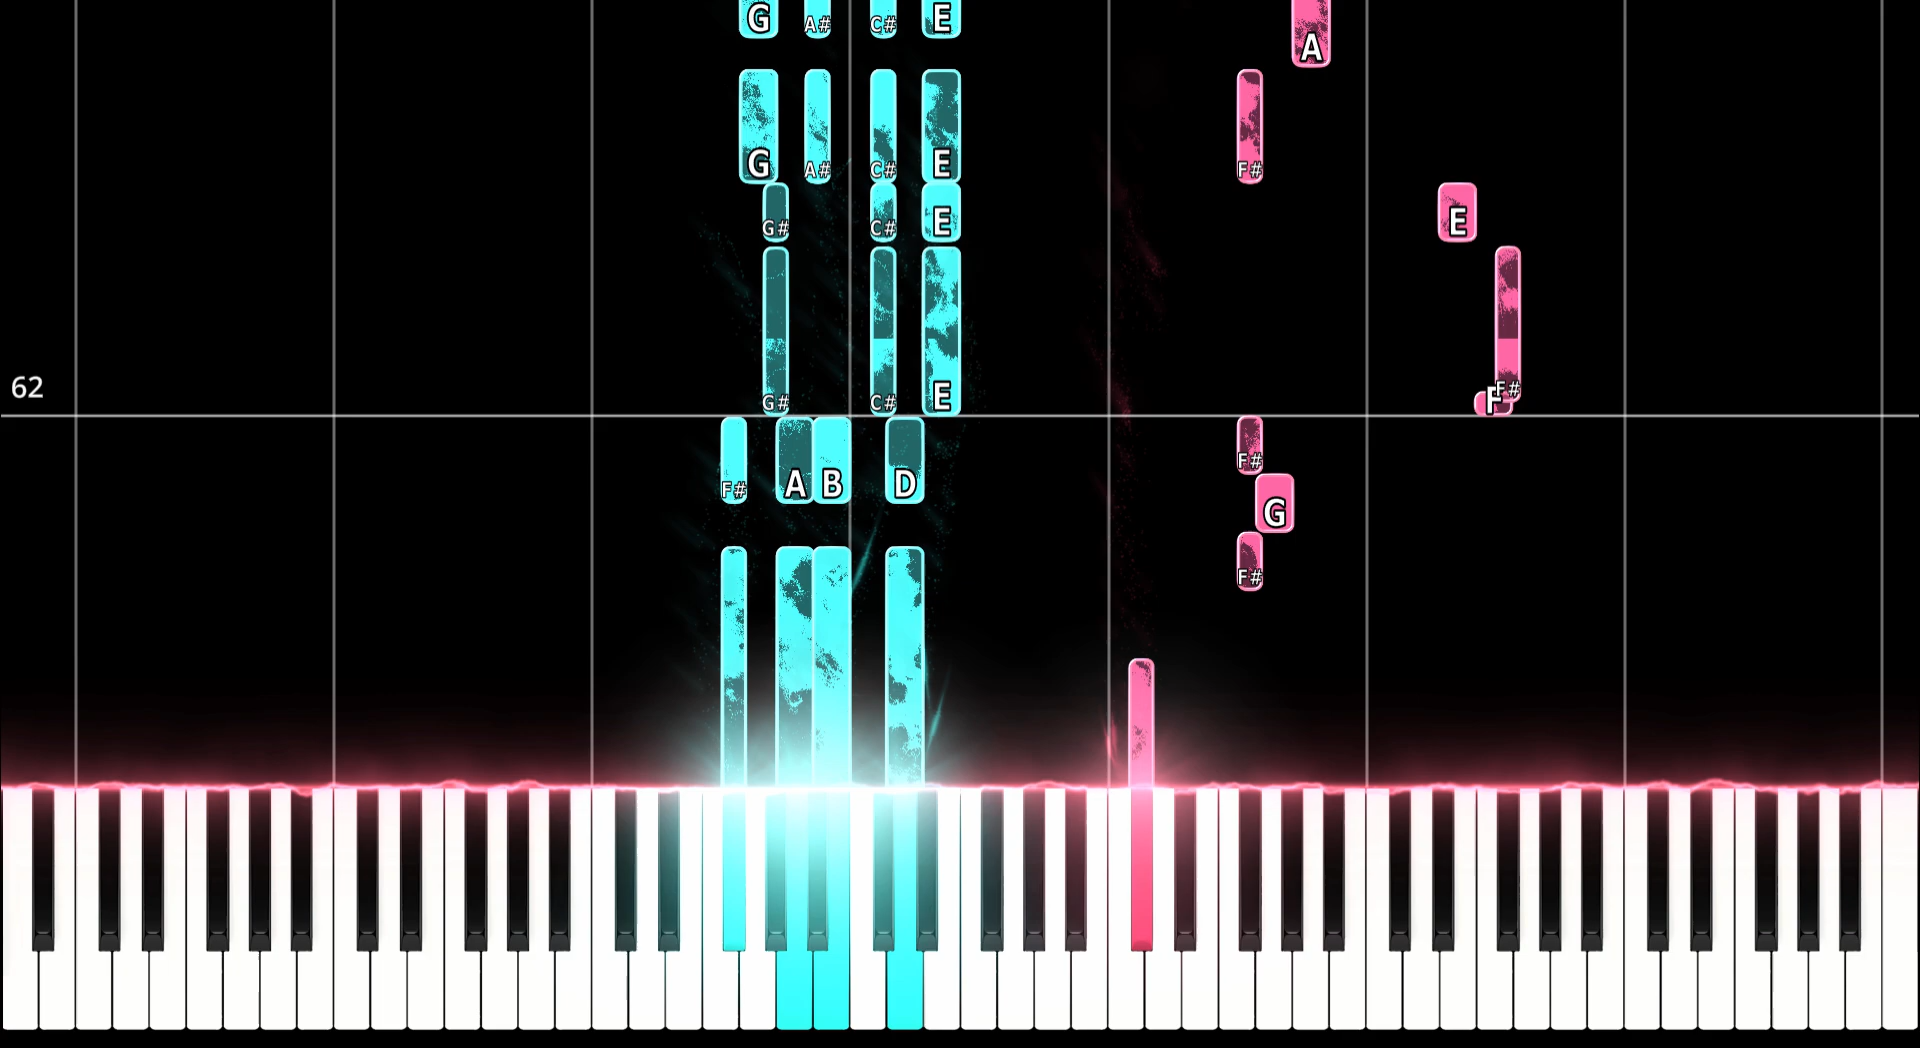 G A# C# E
A
G A# C# E F#
G# C# E E
62 G# C# E F F#
F# A B D F#
G
F#